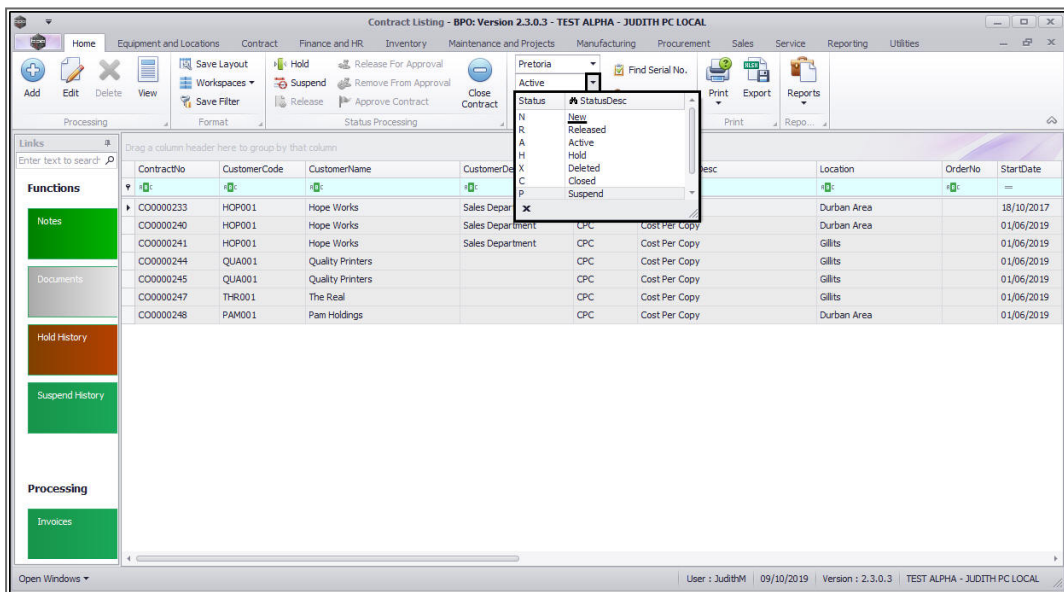 Contract Listing - BPO: Version 2.3.0.3 - TEST ALPHA - JUDITH PC LOCAL
Home Equipment and Locations Contract Finance and HR Inventory Maintenance and Projects Manufacturing Procurement Sales Service Reporting Utilities
Add
Edit
Delete
View
Save Layout
Workspaces
Save Filter
Hold
Suspend
Release
Release For Approval
Remove From Approval
Approve Contract
Close Contract
Pretoria
Active
Find Serial No.
Print
Export
Reports
Processing Format Status Processing Print Repo...
Status StatusDesc
N New
R Released
A Active
H Hold
X Deleted
C Closed
P Suspend
Links
Enter text to search
Functions
Notes
Documents
Hold History
Suspend History
Processing
Invoices
Drag a column header here to group by that column
ContractNo CustomerCode CustomerName CustomerDe Location OrderNo StartDate
CO0000233 HOP001 Hope Works Sales Depar Durban Area 18/10/2017
CO0000240 HOP001 Hope Works Sales Department CPC Cost Per Copy Durban Area 01/06/2019
CO0000241 HOP001 Hope Works Sales Department CPC Cost Per Copy Gillits 01/06/2019
CO0000244 QUA001 Quality Printers CPC Cost Per Copy Gillits 01/06/2019
CO0000245 QUA001 Quality Printers CPC Cost Per Copy Gillits 01/06/2019
CO0000247 THR001 The Real CPC Cost Per Copy Gillits 01/06/2019
CO0000248 PAM001 Pam Holdings CPC Cost Per Copy Durban Area 01/06/2019
Open Windows User : JudithM 09/10/2019 Version : 2.3.0.3 TEST ALPHA - JUDITH PC LOCAL